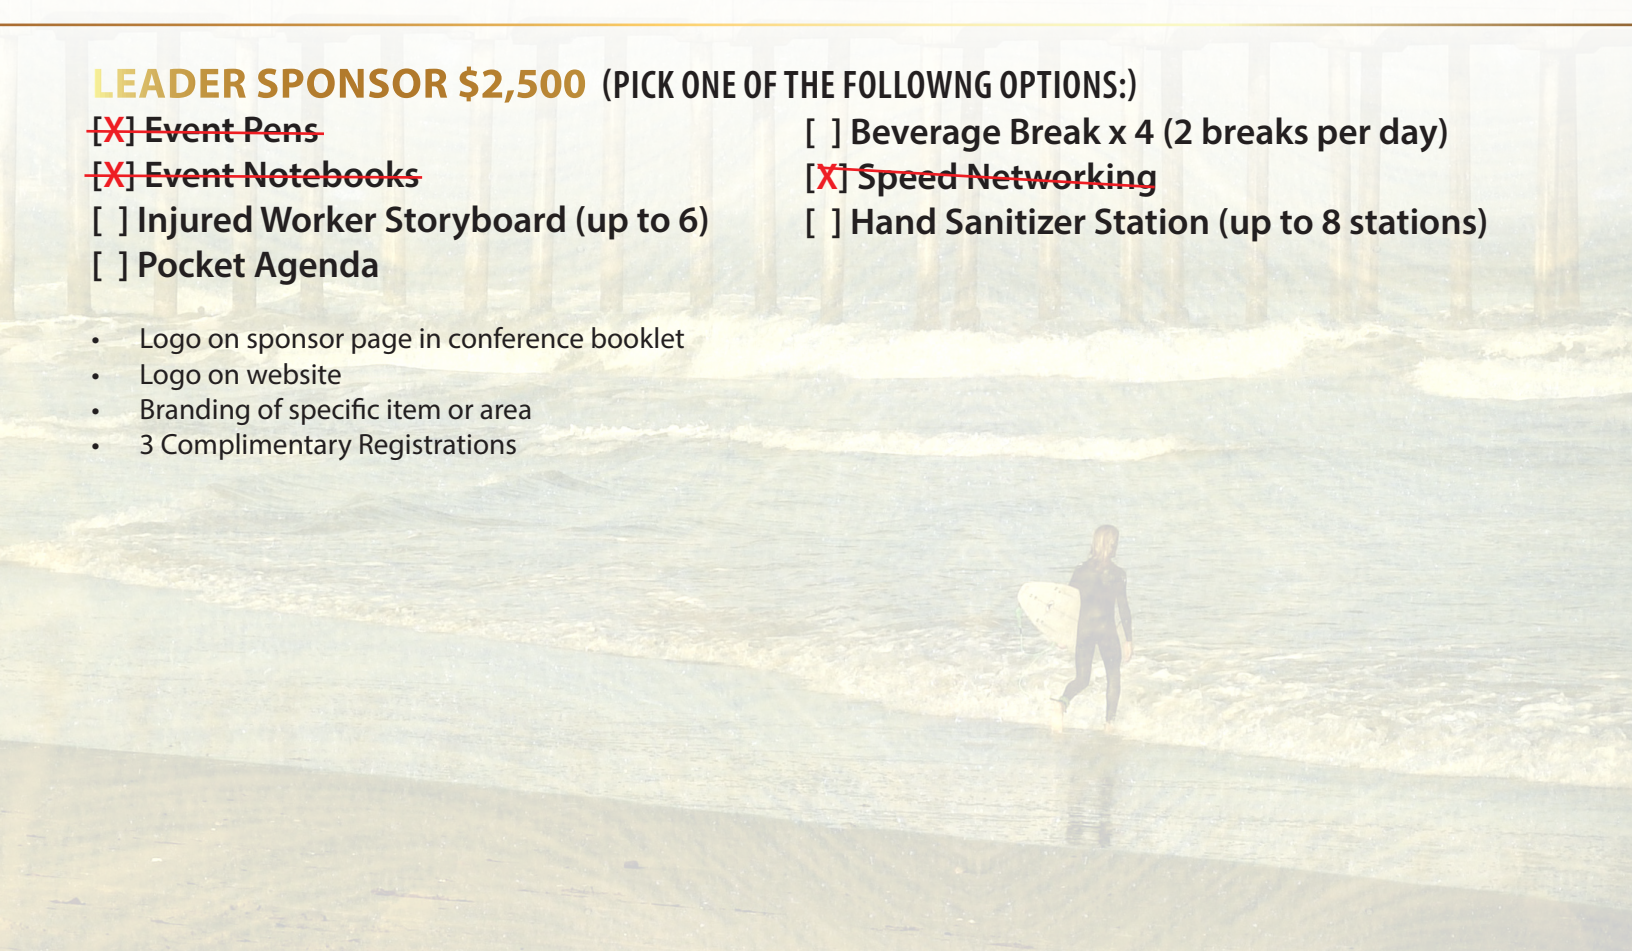 LEADER SPONSOR $2,500 (PICK ONE OF THE FOLLOWNG OPTIONS:)
[X] Event Pens
[X] Event Notebooks
[ ] Injured Worker Storyboard (up to 6)
[ ] Pocket Agenda
[ ] Beverage Break x 4 (2 breaks per day)
[X] Speed Networking
[ ] Hand Sanitizer Station (up to 8 stations)
• Logo on sponsor page in conference booklet
• Logo on website
• Branding of specific item or area
• 3 Complimentary Registrations